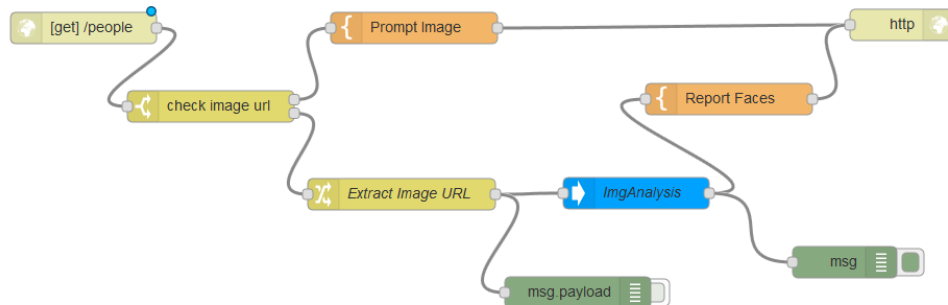 [get] /people
Prompt Image
http
check image url
Report Faces
Extract Image URL
ImgAnalysis
msg
msg.payload